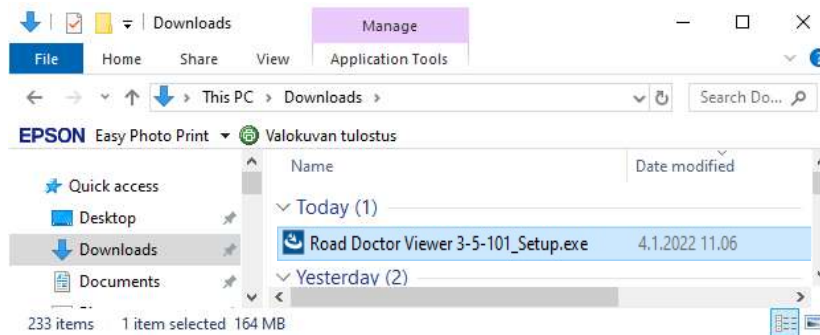 Downloads
Manage
File Home Share View Application Tools
This PC > Downloads >
Search Do...
EPSON Easy Photo Print Valokuvan tulostus
Name Date modified
Quick access
Desktop
Downloads
Documents
Today (1)
Road Doctor Viewer 3-5-101_Setup.exe 4.1.2022 11.06
Yesterday (2)
233 items 1 item selected 164 MB